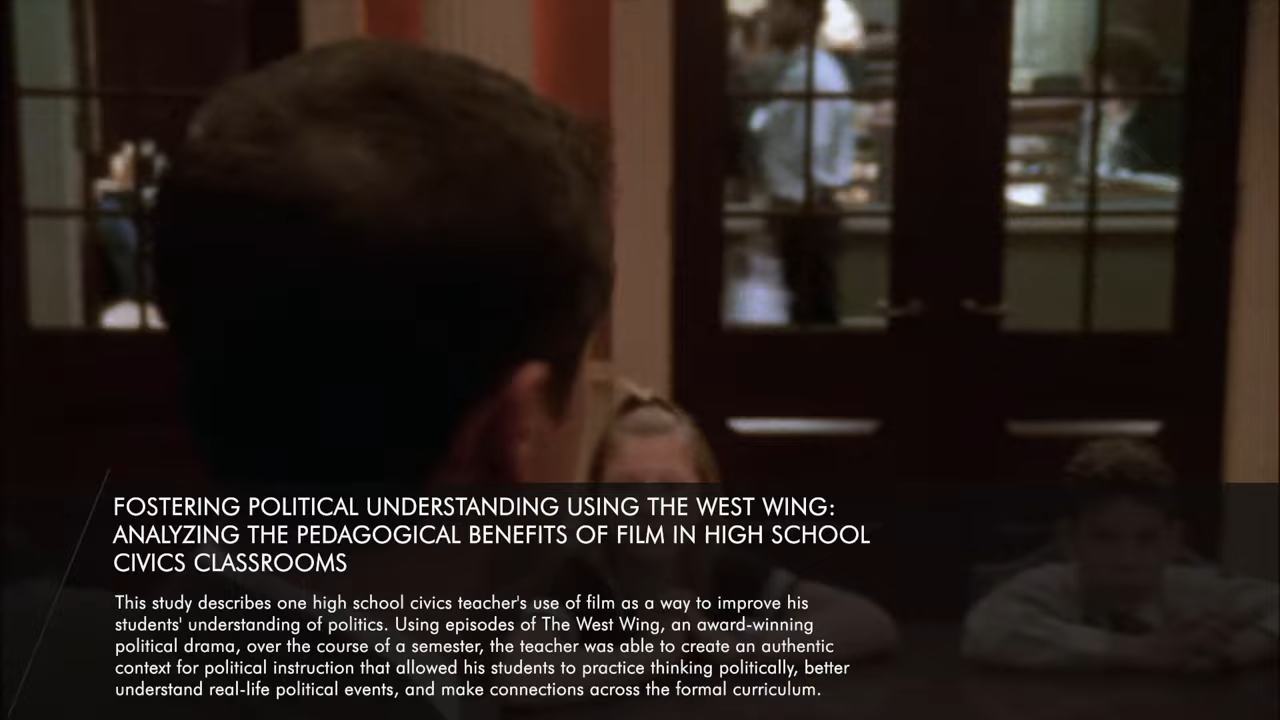 FOSTERING POLITICAL UNDERSTANDING USING THE WEST WING:
ANALYZING THE PEDAGOGICAL BENEFITS OF FILM IN HIGH SCHOOL
CIVICS CLASSROOMS
This study describes one high school civics teacher's use of film as a way to improve his
students' understanding of politics. Using episodes of The West Wing, an award-winning
political drama, over the course of a semester, the teacher was able to create an authentic
context for political instruction that allowed his students to practice thinking politically, better
understand real-life political events, and make connections across the formal curriculum.